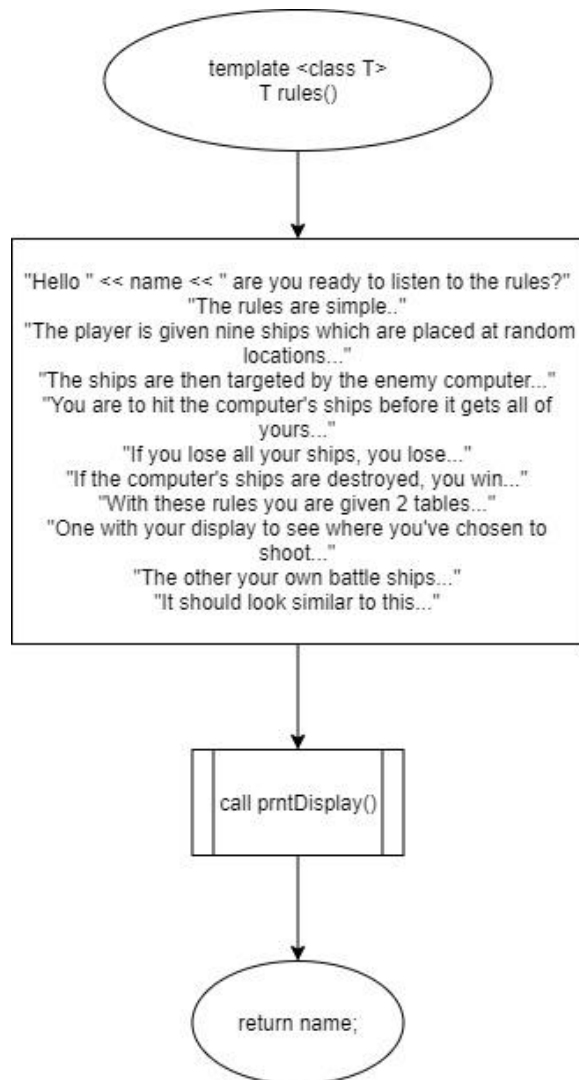 template <class T>
T rules()
"Hello " << name << " are you ready to listen to the rules?"
"The rules are simple.."
"The player is given nine ships which are placed at random
locations..."
"The ships are then targeted by the enemy computer..."
"You are to hit the computer's ships before it gets all of
yours..."
"If you lose all your ships, you lose..."
"If the computer's ships are destroyed, you win..."
"With these rules you are given 2 tables..."
"One with your display to see where you've chosen to
shoot..."
"The other your own battle ships..."
"It should look similar to this..."
call prntDisplay()
return name;